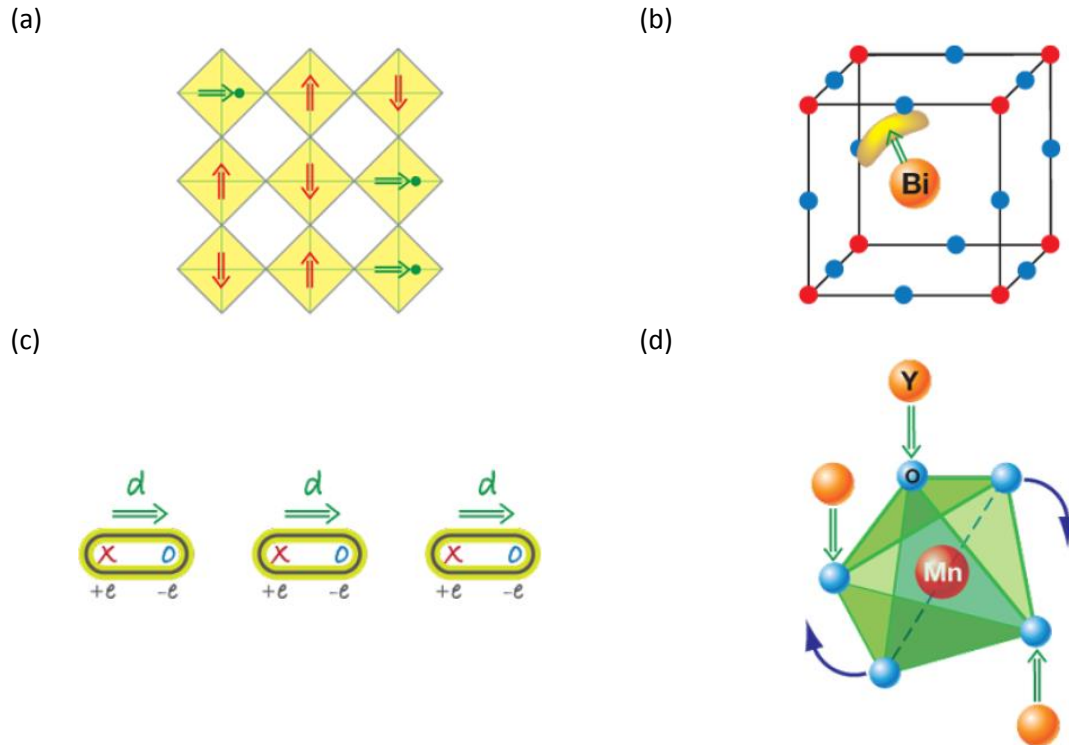 (a)
(b)
Bi
(c)
(d)
Y
O
Mn
d d d
X O X O X O
+e -e +e -e +e -e